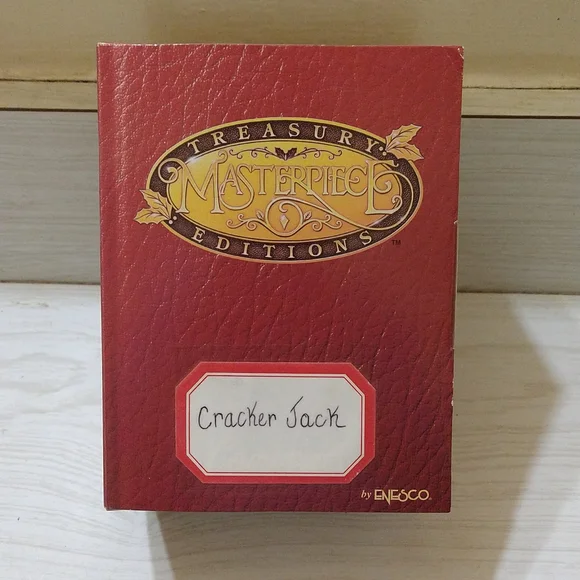 TREASURY
MASTERPIECE
EDITIONS
TM
Cracker Jack
by ENESCO.